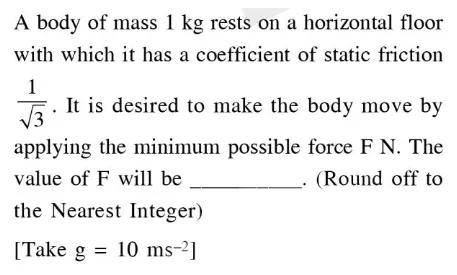 A body of mass 1 kg rests on a horizontal floor
with which it has a coefficient of static friction
1/√3 . It is desired to make the body move by
applying the minimum possible force F N. The
value of F will be __________. (Round off to
the Nearest Integer)
[Take g = 10 ms⁻²]